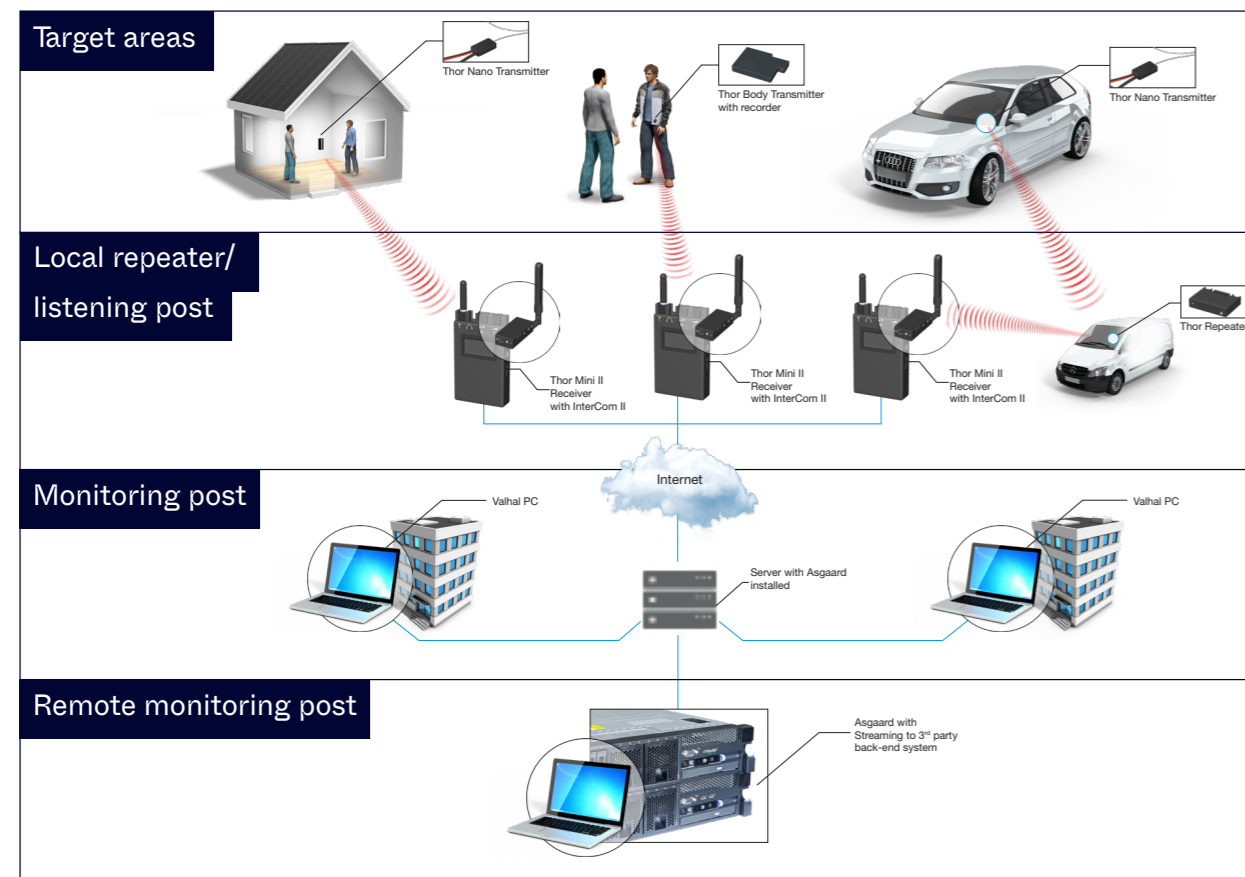 Target areas
Thor Nano Transmitter
Thor Body Transmitter
with recorder
Thor Nano Transmitter
Local repeater/
listening post
Thor Repeate
Thor Mini II
Receiver
with InterCom II
Thor Mini II
Receiver
with InterCom II
Thor Mini II
Receiver
with InterCom II
Internet
Monitoring post
Valhal PC
Valhal PC
Server with Asgaard
installed
Remote monitoring post
Asgaard with
Streaming to 3rd party
back-end system